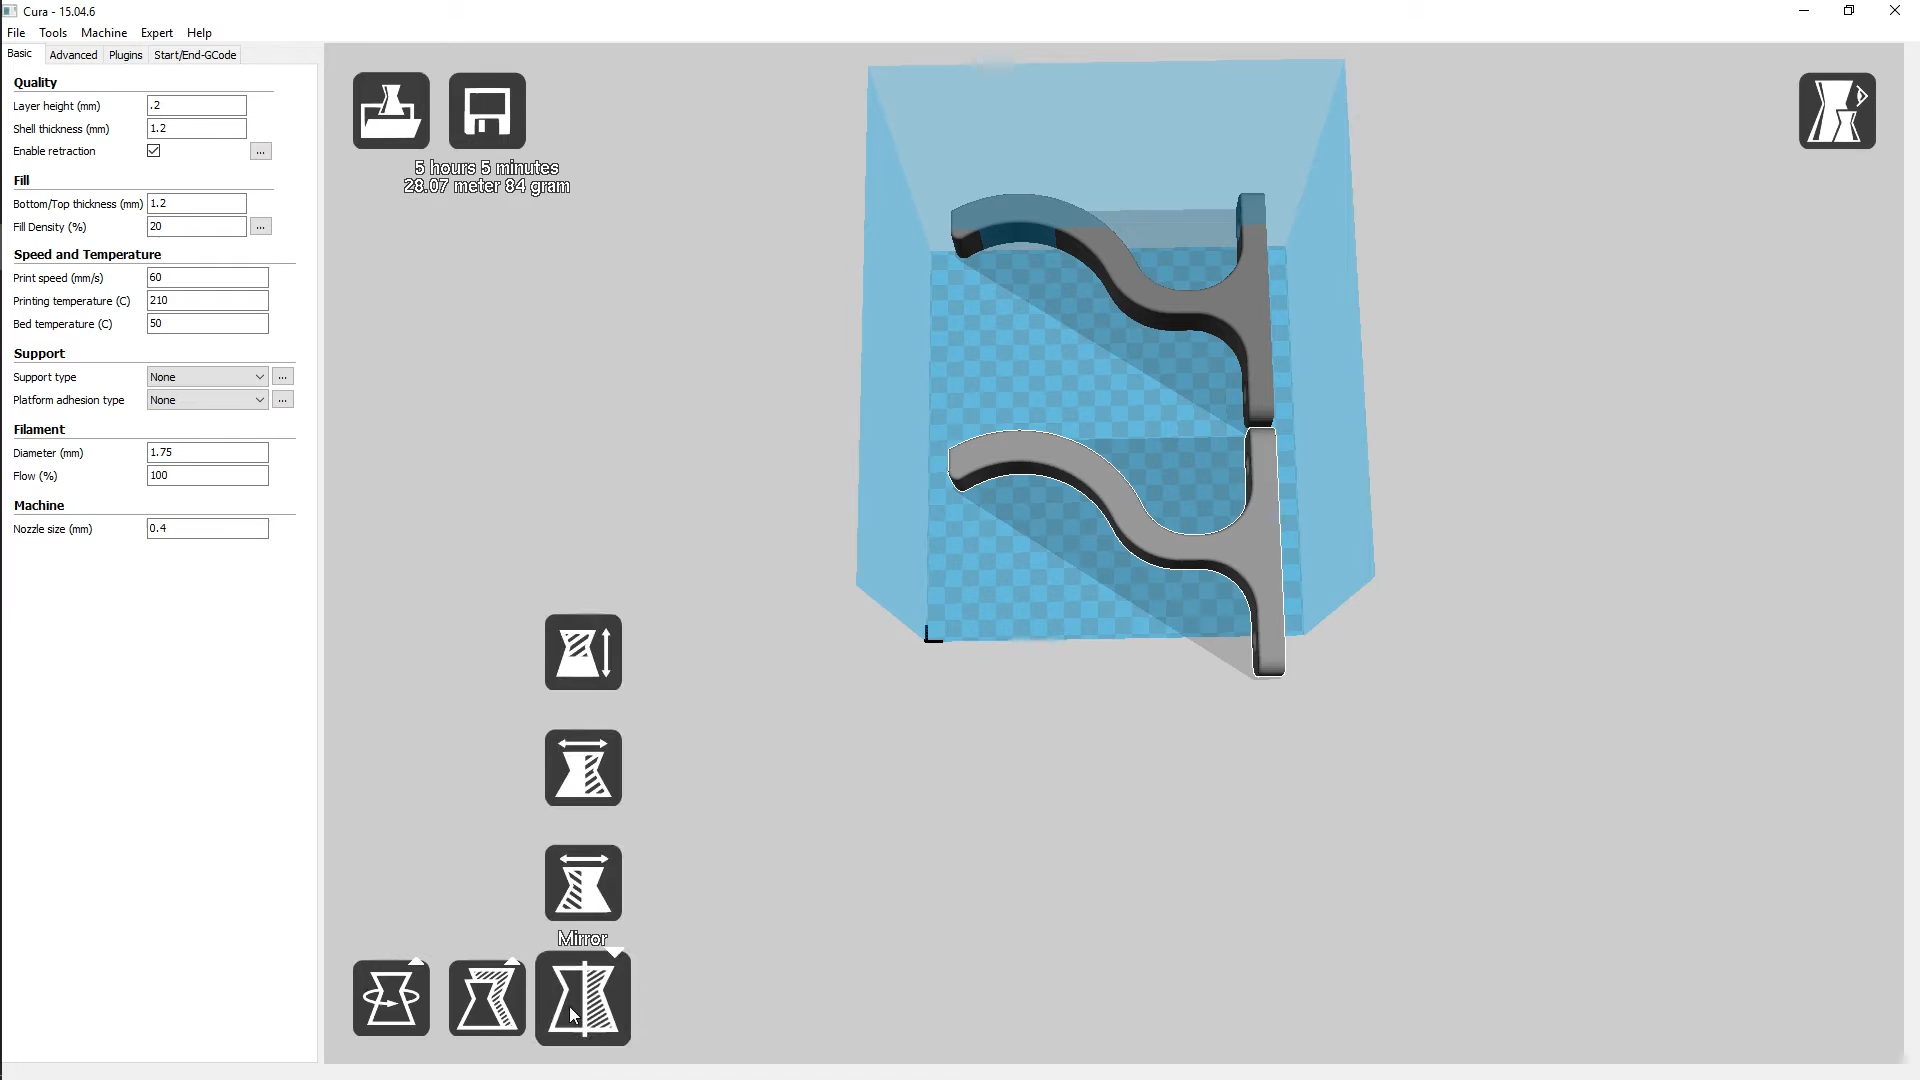 Cura - 15.04.6
File Tools Machine Expert Help
Basic Advanced Plugins Start/End-GCode
Quality
Layer height (mm) .2
Shell thickness (mm) 1.2
Enable retraction ...
Fill
Bottom/Top thickness (mm) 1.2
Fill Density (%) 20 ...
Speed and Temperature
Print speed (mm/s) 60
Printing temperature (C) 210
Bed temperature (C) 50
Support
Support type None ...
Platform adhesion type None ...
Filament
Diameter (mm) 1.75
Flow (%) 100
Machine
Nozzle size (mm) 0.4
5 hours 5 minutes
28.07 meter 84 gram
Mirror